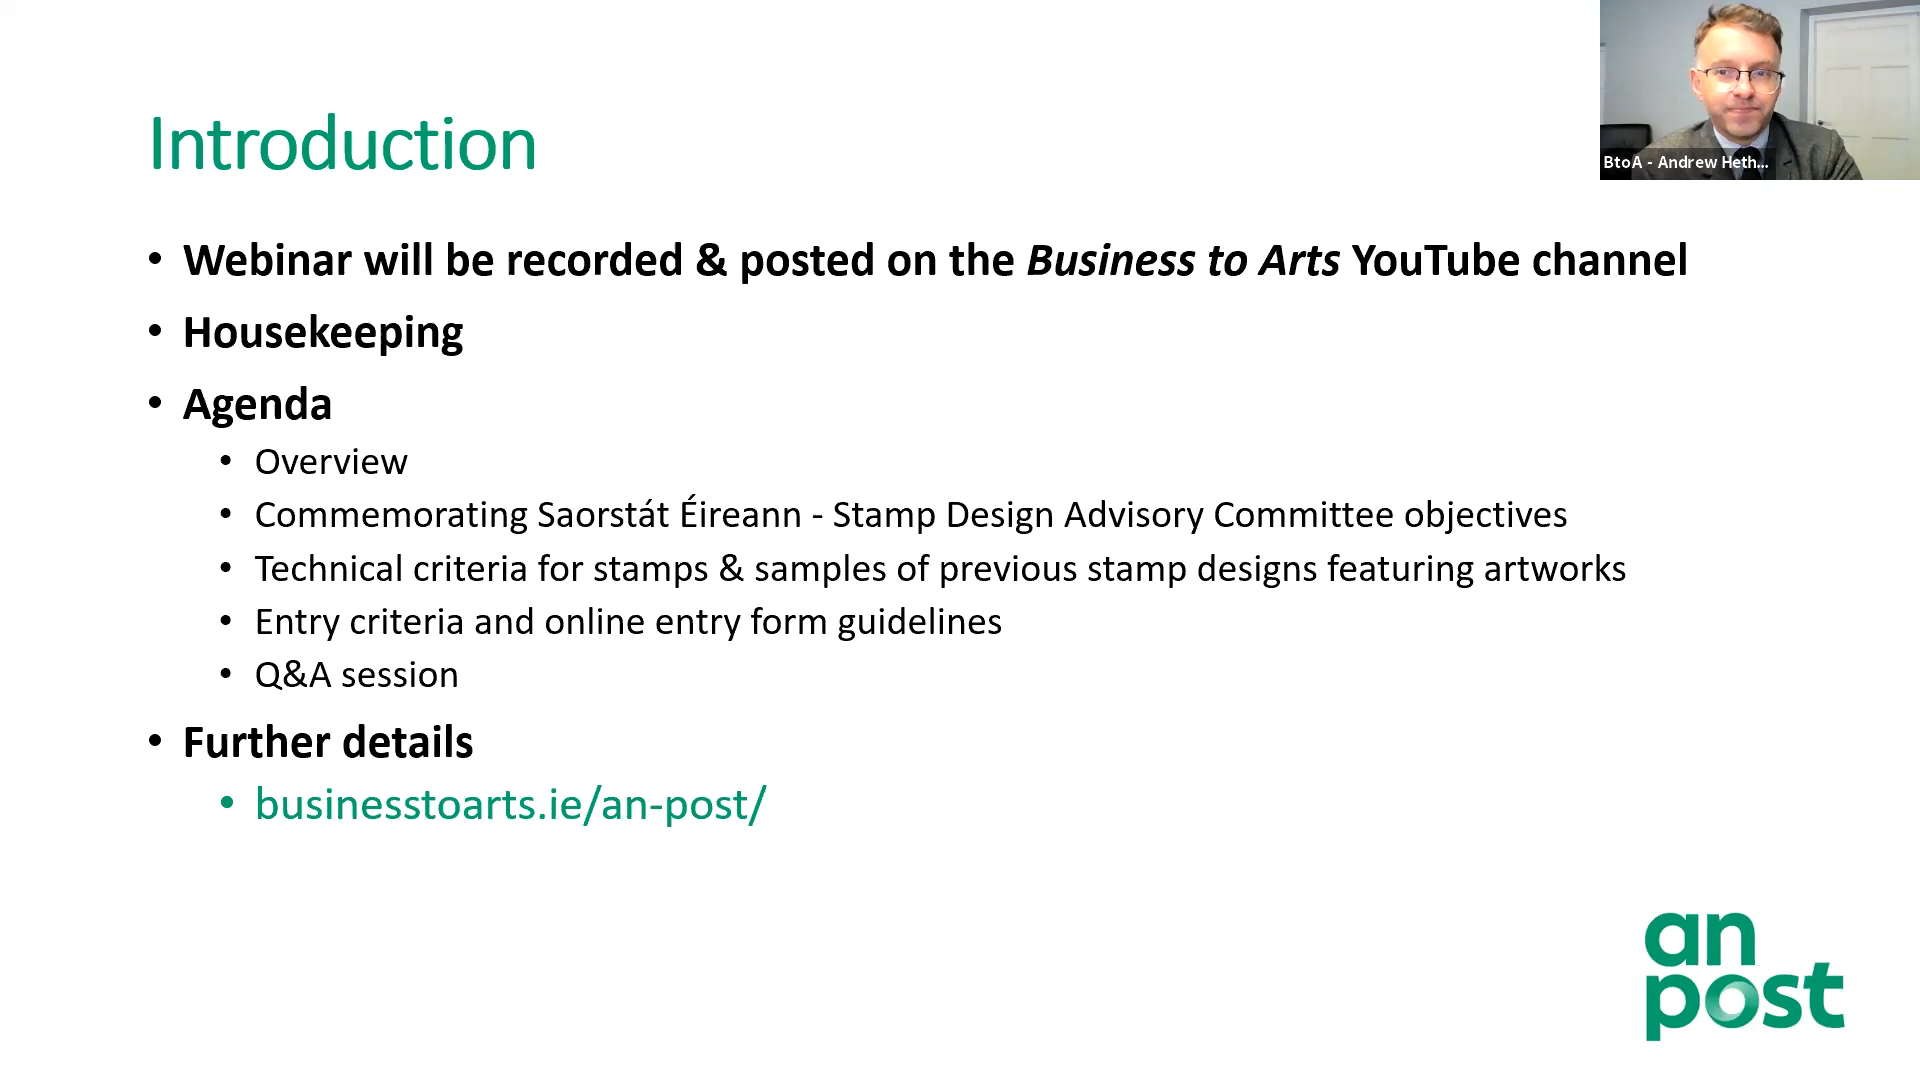 Introduction
BtoA - Andrew Heth...
• Webinar will be recorded & posted on the Business to Arts YouTube channel
• Housekeeping
• Agenda
• Overview
• Commemorating Saorstát Éireann - Stamp Design Advisory Committee objectives
• Technical criteria for stamps & samples of previous stamp designs featuring artworks
• Entry criteria and online entry form guidelines
• Q&A session
• Further details
• businesstoarts.ie/an-post/
an
post